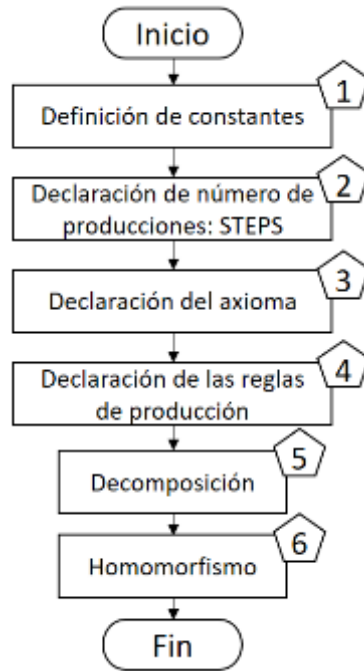 Inicio
1
Definición de constantes
2
Declaración de número de
producciones: STEPS
3
Declaración del axioma
4
Declaración de las reglas
de producción
5
Decomposición
6
Homomorfismo
Fin